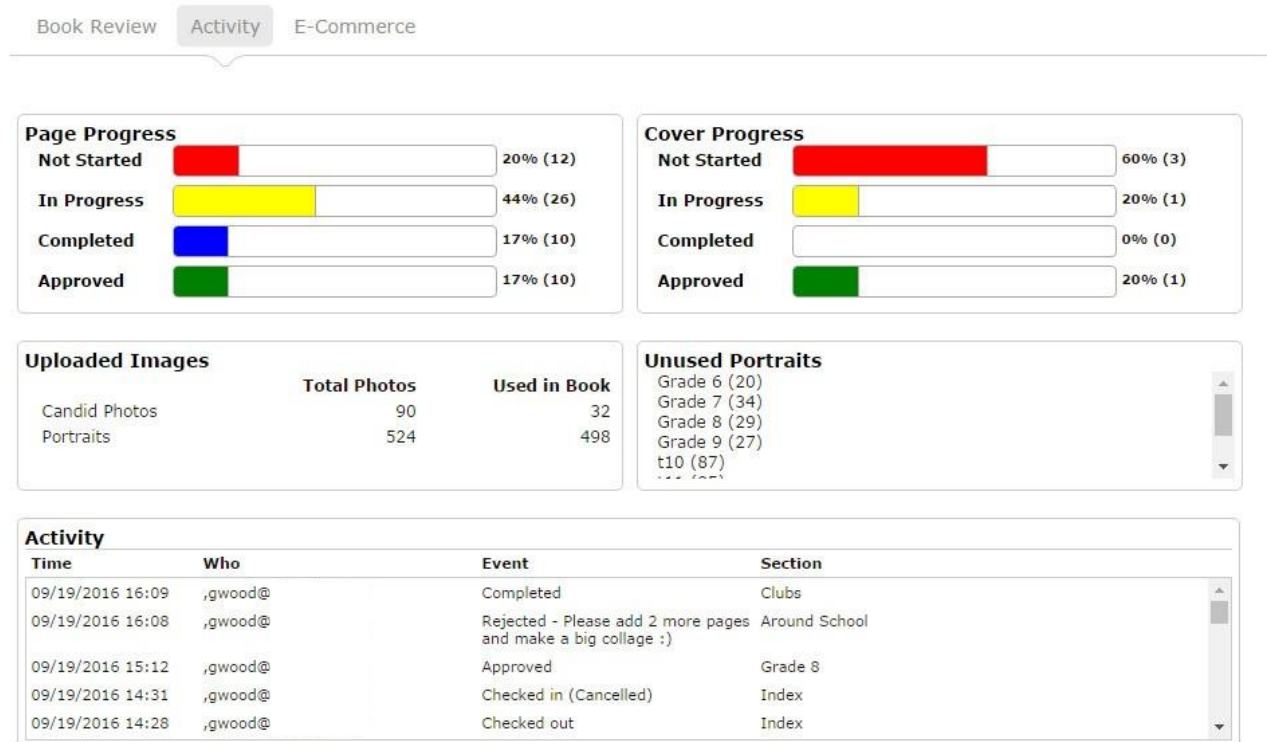 Book Review Activity E-Commerce
Page Progress
Not Started 20% (12)
In Progress 44% (26)
Completed 17% (10)
Approved 17% (10)
Cover Progress
Not Started 60% (3)
In Progress 20% (1)
Completed 0% (0)
Approved 20% (1)
Uploaded Images
Total Photos Used in Book
Candid Photos 90 32
Portraits 524 498
Unused Portraits
Grade 6 (20)
Grade 7 (34)
Grade 8 (29)
Grade 9 (27)
t10 (87)
Activity
Time Who Event Section
09/19/2016 16:09 ,gwood@ Completed Clubs
09/19/2016 16:08 ,gwood@ Rejected - Please add 2 more pages Around School
and make a big collage :)
09/19/2016 15:12 ,gwood@ Approved Grade 8
09/19/2016 14:31 ,gwood@ Checked in (Cancelled) Index
09/19/2016 14:28 ,gwood@ Checked out Index